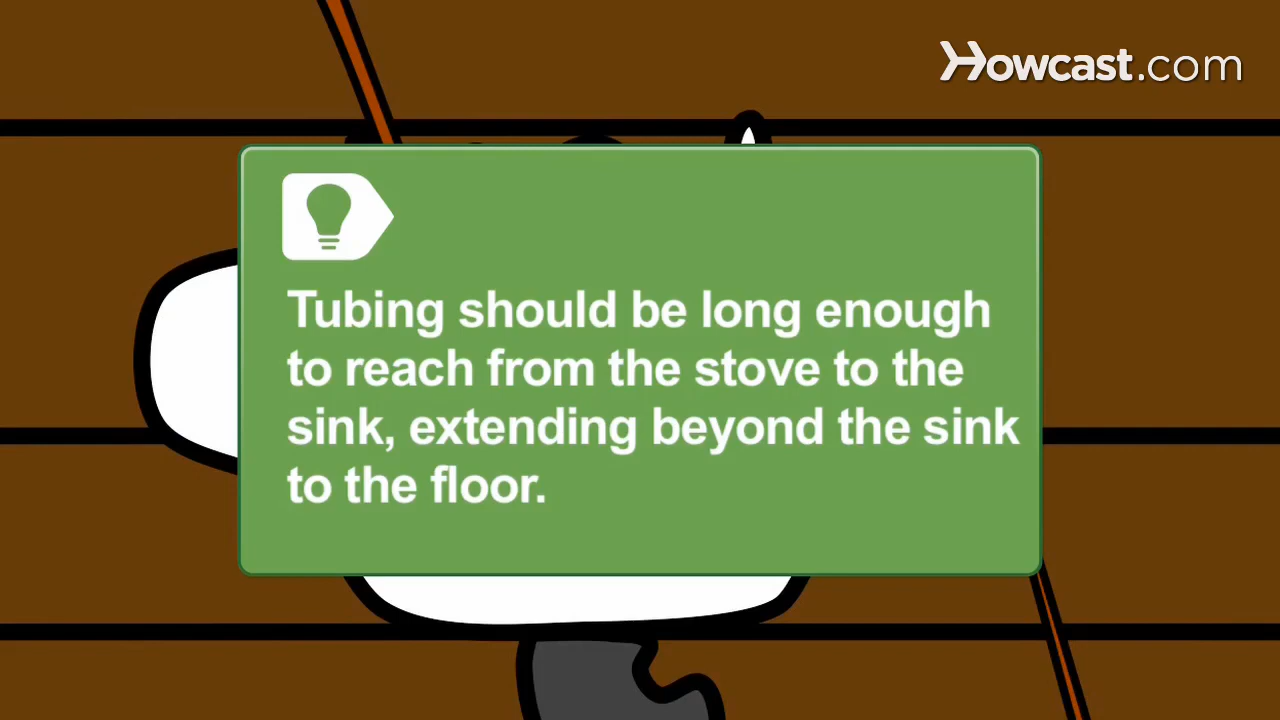 Howcast.com
Tubing should be long enough
to reach from the stove to the
sink, extending beyond the sink
to the floor.